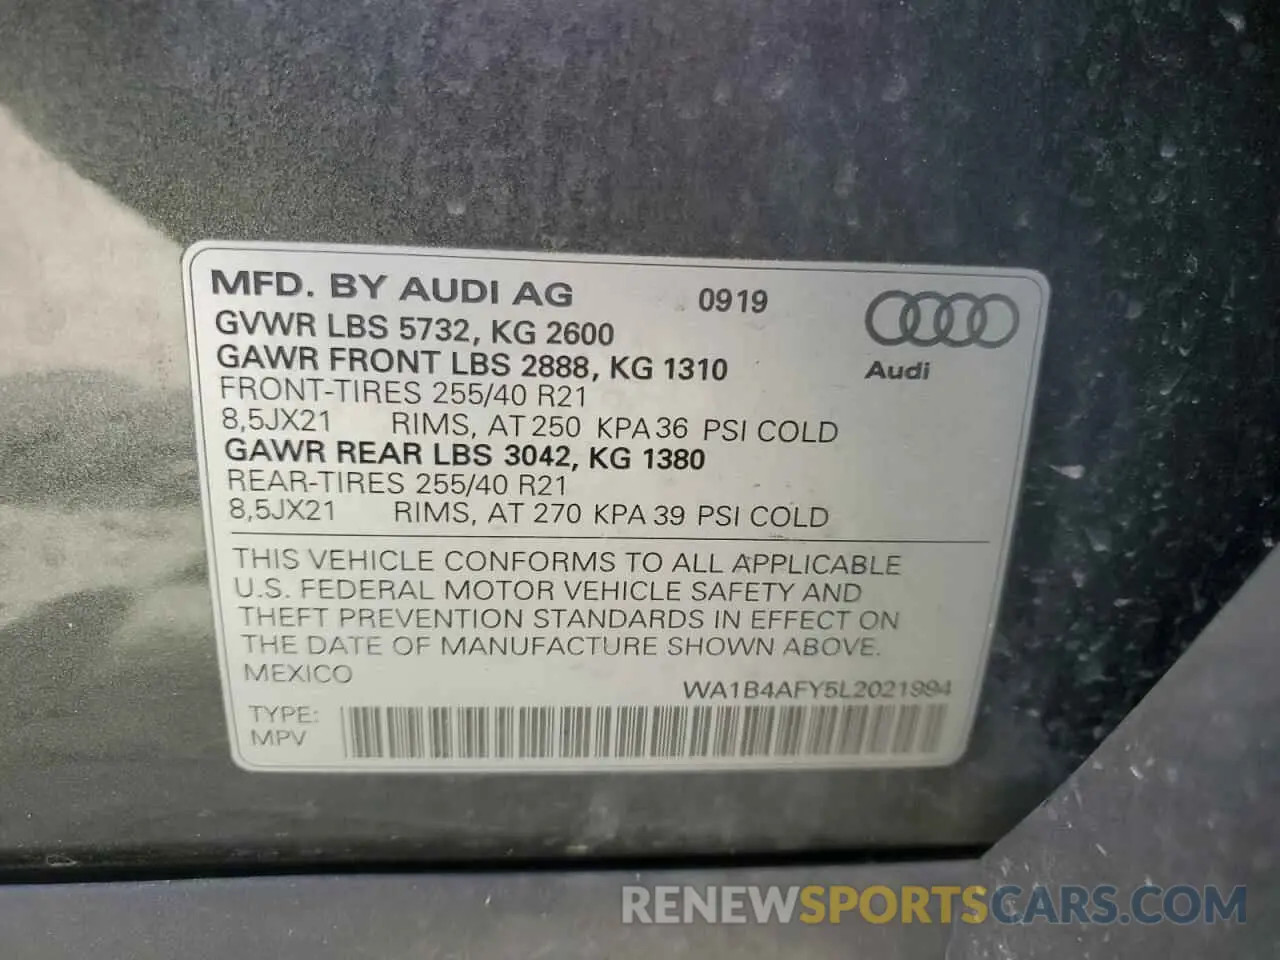 MFD. BY AUDI AG 0919
GVWR LBS 5732, KG 2600
GAWR FRONT LBS 2888, KG 1310
Audi
FRONT-TIRES 255/40 R21
8,5JX21 RIMS, AT 250 KPA 36 PSI COLD
GAWR REAR LBS 3042, KG 1380
REAR-TIRES 255/40 R21
8,5JX21 RIMS, AT 270 KPA 39 PSI COLD
THIS VEHICLE CONFORMS TO ALL APPLICABLE
U.S. FEDERAL MOTOR VEHICLE SAFETY AND
THEFT PREVENTION STANDARDS IN EFFECT ON
THE DATE OF MANUFACTURE SHOWN ABOVE.
MEXICO
WA1B4AFY5L2021994
TYPE:
MPV
RENEWSPORTSCARS.COM